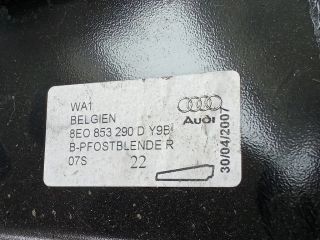 WA1
BELGIEN
8E0 853 290 D Y9B
B-PFOSTBLENDE R
07S 22
Audi
30/04/2007